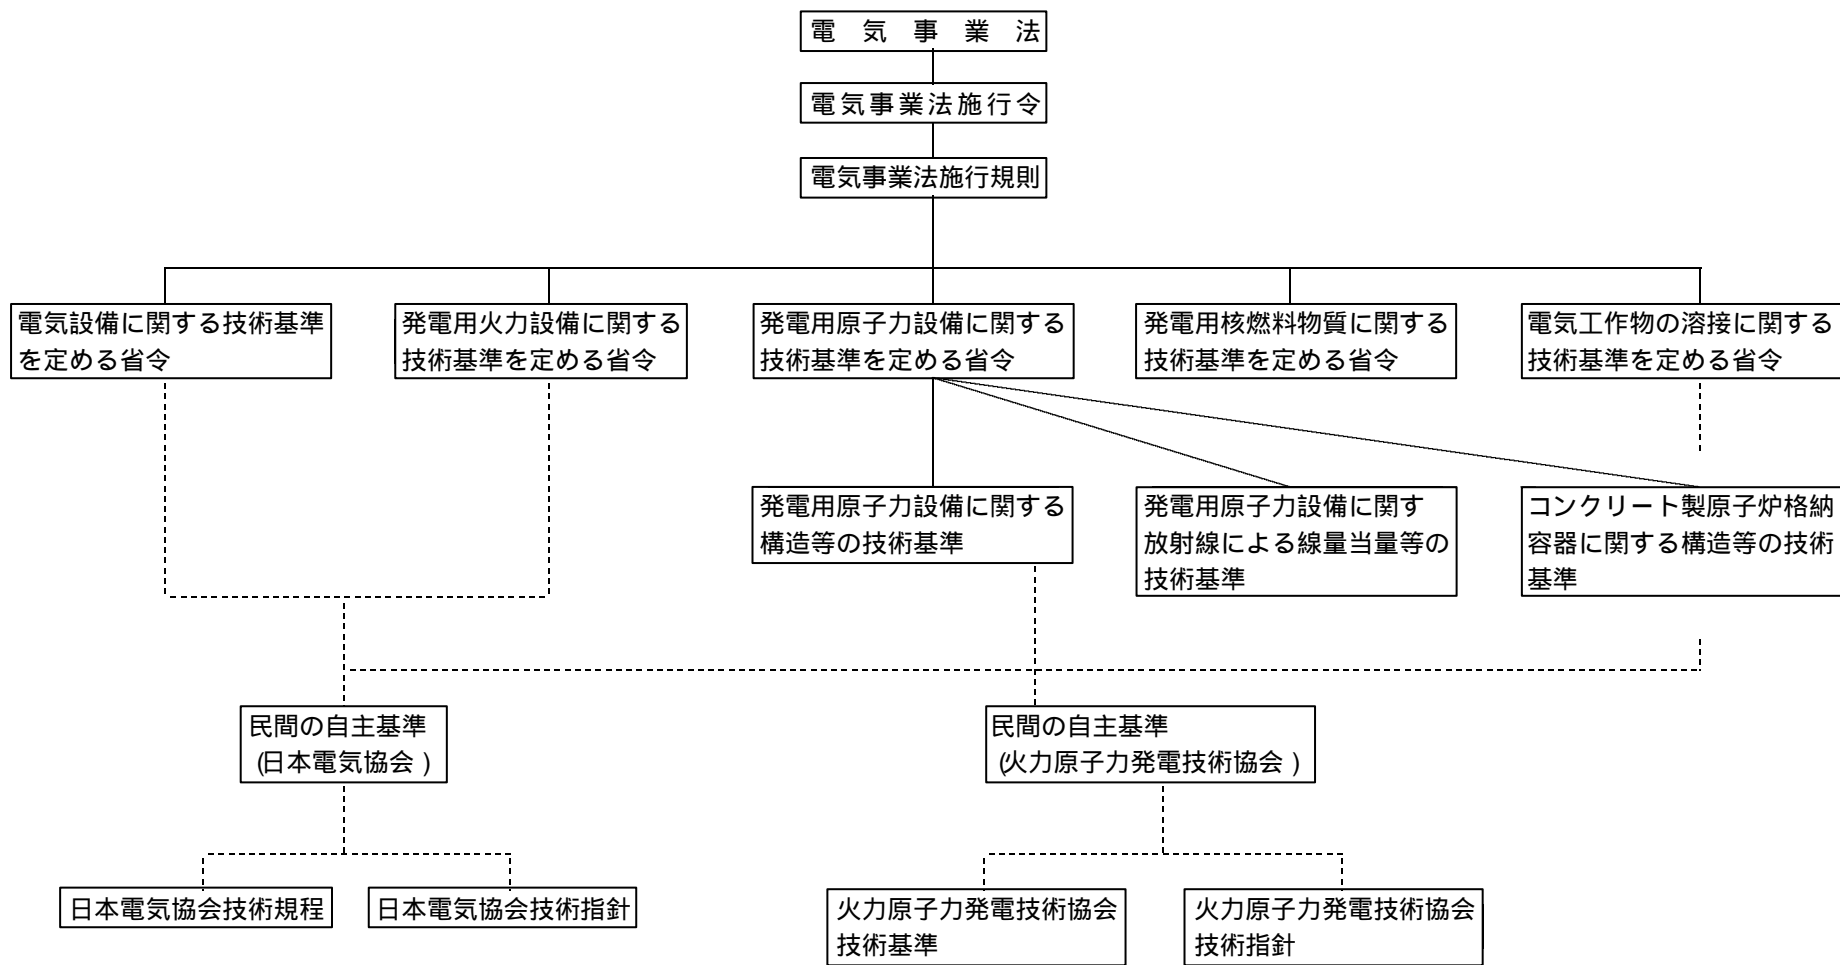 電気事業法
電気事業法施行令
電気事業法施行規則
電気設備に関する技術基準
を定める省令
発電用火力設備に関する
技術基準を定める省令
発電用原子力設備に関する
技術基準を定める省令
発電用核燃料物質に関する
技術基準を定める省令
電気工作物の溶接に関する
技術基準を定める省令
発電用原子力設備に関する
構造等の技術基準
発電用原子力設備に関す
放射線による線量当量等の
技術基準
コンクリート製原子炉格納
容器に関する構造等の技術
基準
民間の自主基準
(日本電気協会)
民間の自主基準
(火力原子力発電技術協会)
日本電気協会技術規程
日本電気協会技術指針
火力原子力発電技術協会
技術基準
火力原子力発電技術協会
技術指針